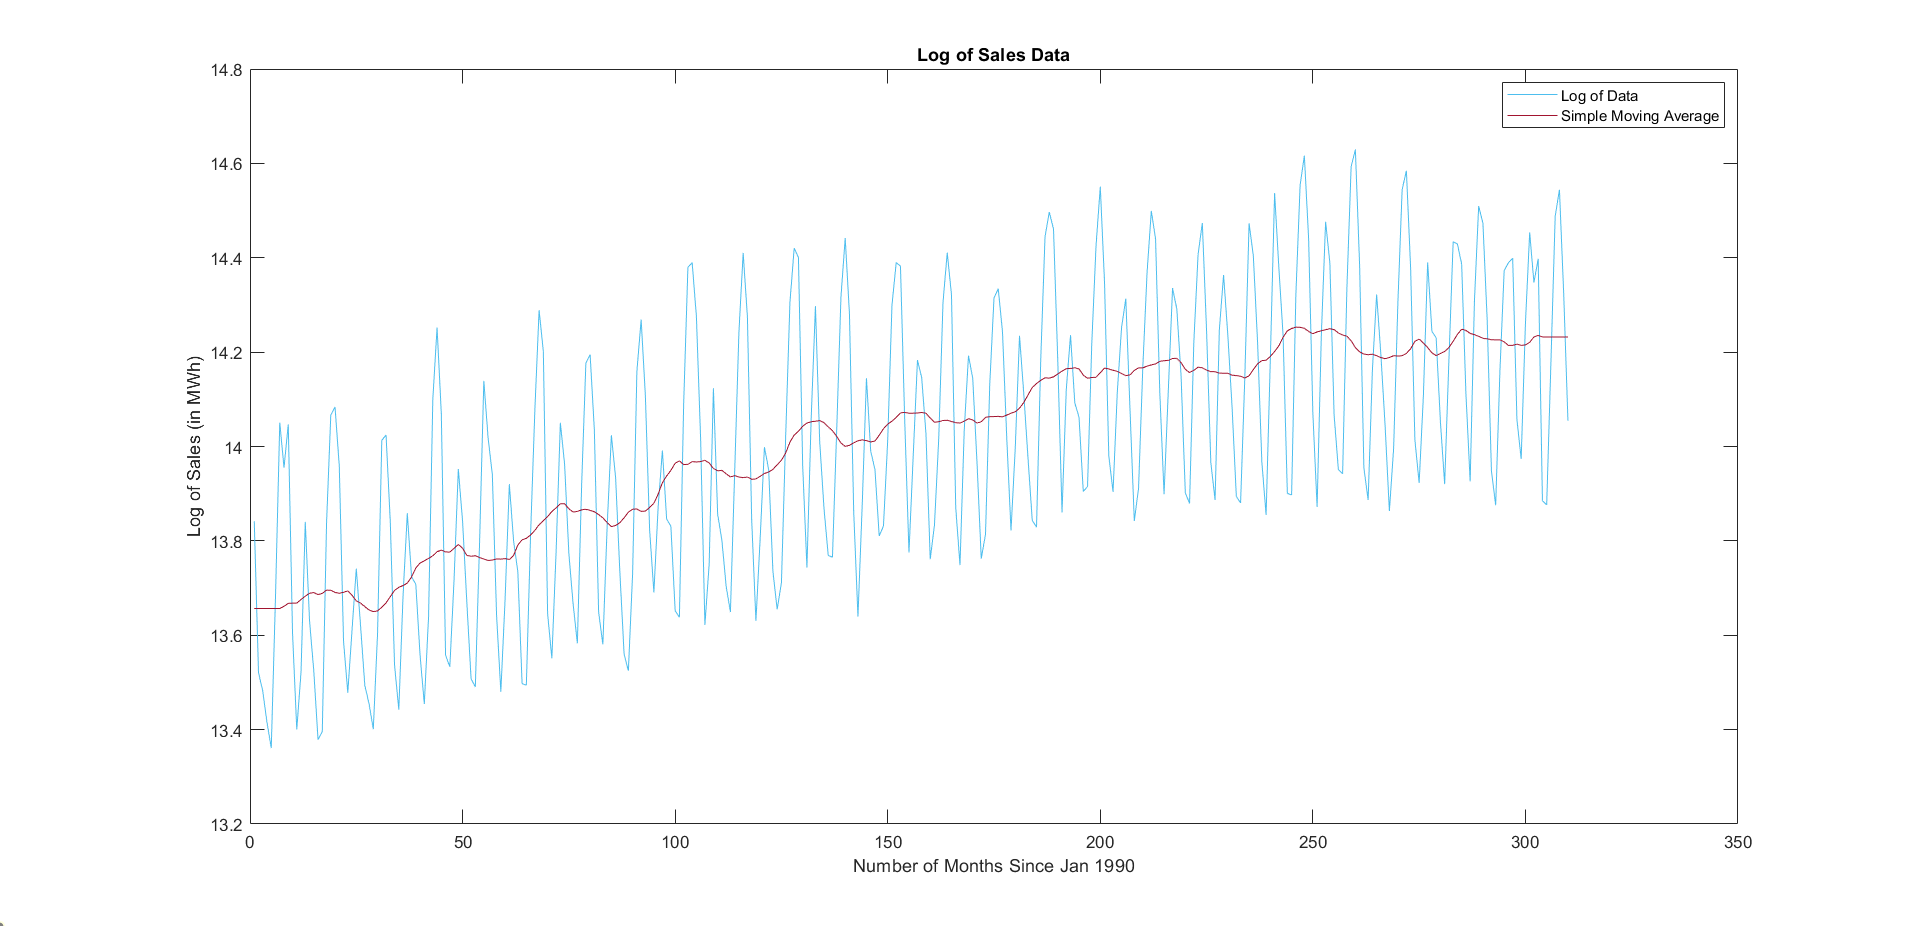 Log of Sales Data
14.8
14.6
14.4
14.2
14
13.8
13.6
13.4
13.2
Log of Sales (in MWh)
Log of Data
Simple Moving Average
0 50 100 150 200 250 300 350
Number of Months Since Jan 1990